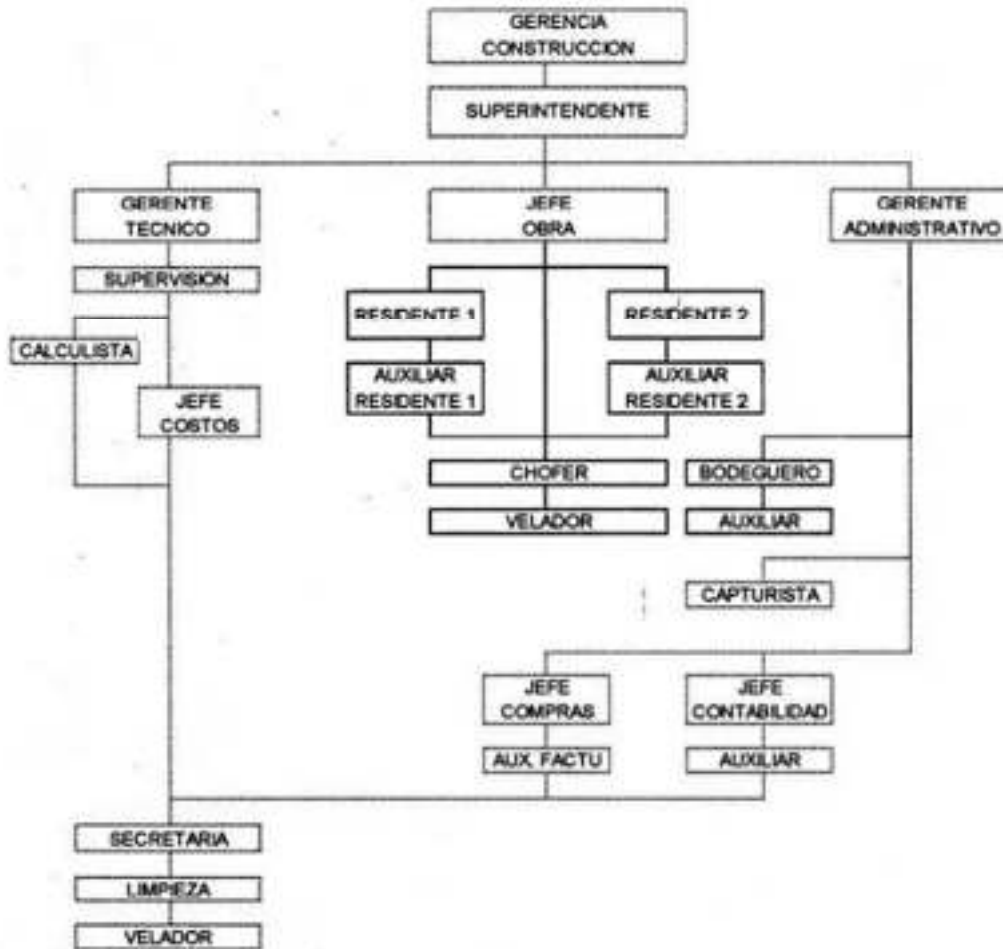 GERENCIA
CONSTRUCCION
SUPERINTENDENTE
GERENTE
TECNICO
JEFE
OBRA
GERENTE
ADMINISTRATIVO
SUPERVISION
RESIDENTE 1
RESIDENTE 2
CALCULISTA
AUXILIAR
RESIDENTE 1
AUXILIAR
RESIDENTE 2
JEFE
COSTOS
CHOFER
BODEGUERO
VELADOR
AUXILIAR
CAPTURISTA
JEFE
COMPRAS
JEFE
CONTABILIDAD
AUX. FACTU
AUXILIAR
SECRETARIA
LIMPIEZA
VELADOR